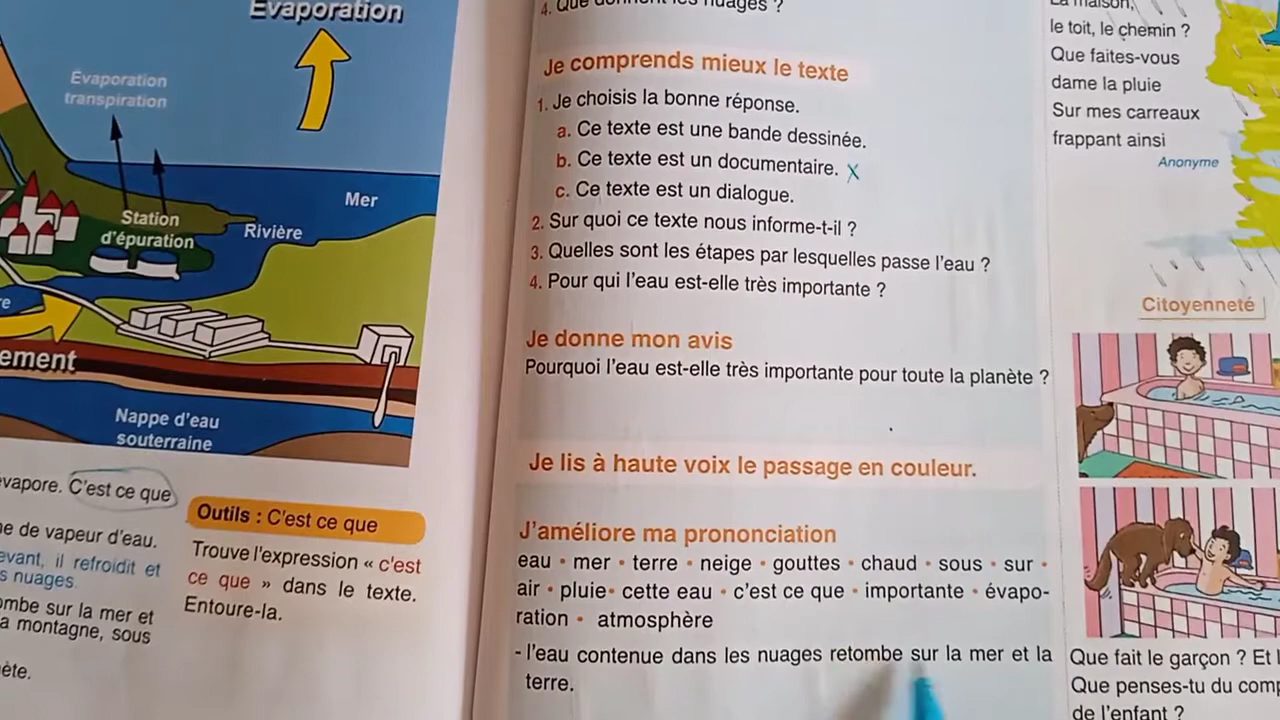 Évaporation
Évaporation
transpiration
Mer
Station
d'épuration
Rivière
ement
Nappe d'eau
souterraine
vapore. C'est ce que
e de vapeur d'eau.
evant, il refroidit et
s nuages.
ombe sur la mer et
a montagne, sous
ète.
Outils : C'est ce que
Trouve l'expression « c'est
ce que » dans le texte.
Entoure-la.
4. Que donnent les nuages ?
Je comprends mieux le texte
1. Je choisis la bonne réponse.
a. Ce texte est une bande dessinée.
b. Ce texte est un documentaire. X
c. Ce texte est un dialogue.
2. Sur quoi ce texte nous informe-t-il ?
3. Quelles sont les étapes par lesquelles passe l'eau ?
4. Pour qui l'eau est-elle très importante ?
Je donne mon avis
Pourquoi l'eau est-elle très importante pour toute la planète ?
Je lis à haute voix le passage en couleur.
J'améliore ma prononciation
eau • mer • terre • neige • gouttes • chaud • sous • sur •
air • pluie • cette eau • c'est ce que • importante • évapo-
ration • atmosphère
- l'eau contenue dans les nuages retombe sur la mer et la
terre.
La maison,
le toit, le chemin ?
Que faites-vous
dame la pluie
Sur mes carreaux
frappant ainsi
Anonyme
Citoyenneté
Que fait le garçon ? Et
Que penses-tu du com
de l'enfant ?